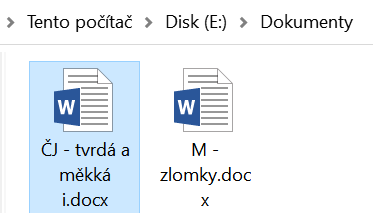 Tento počítač > Disk (E:) > Dokumenty
W
W
ČJ - tvrdá a
měkká
i.docx
M -
zlomky.doc
x